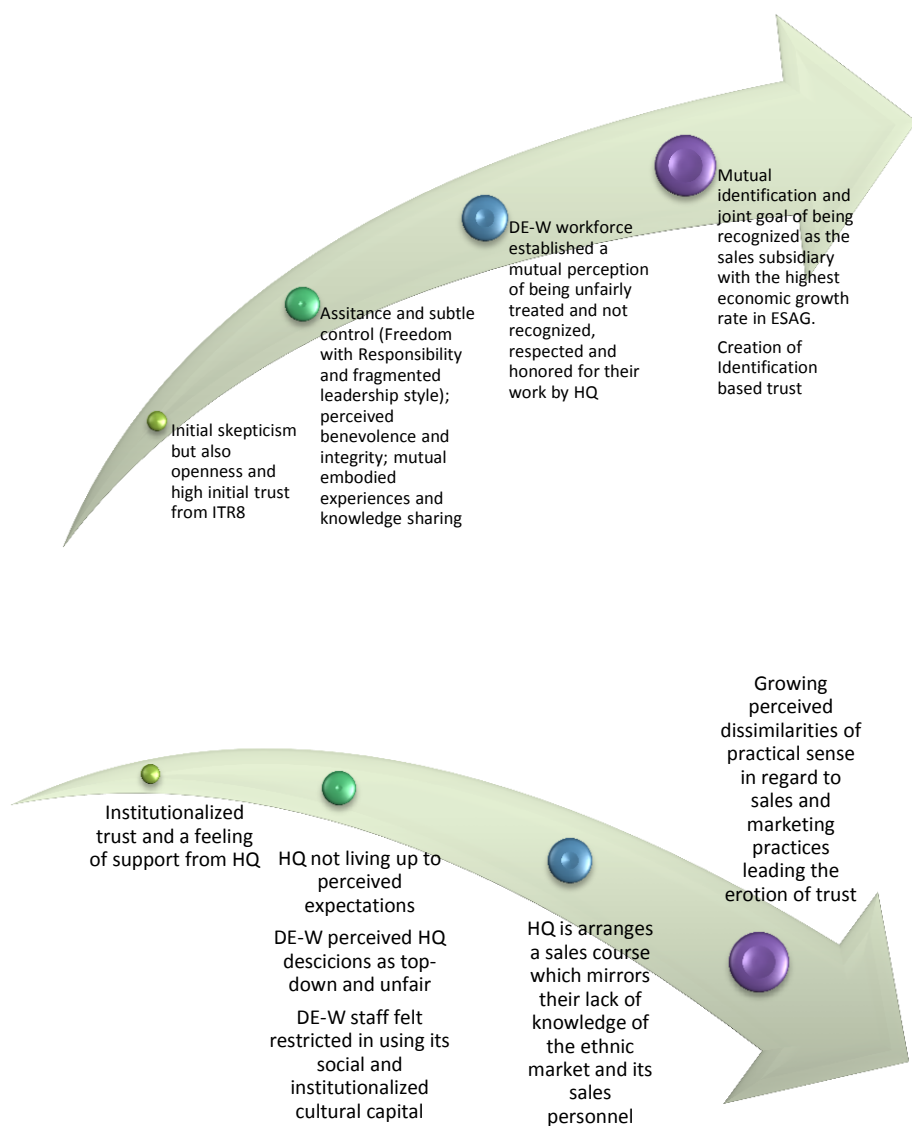 Initial skepticism
but also
openness and
high initial trust
from ITR8
Assitance and subtle
control (Freedom
with Responsibility
and fragmented
leadership style);
perceived
benevolence and
integrity; mutual
embodied
experiences and
knowledge sharing
DE-W workforce
established a
mutual perception
of being unfairly
treated and not
recognized,
respected and
honored for their
work by HQ
Mutual
identification and
joint goal of being
recognized as the
sales subsidiary
with the highest
economic growth
rate in ESAG.
Creation of
Identification
based trust
Institutionalized
trust and a feeling
of support from HQ
HQ not living up to
perceived
expectations
DE-W perceived HQ
descicions as top-
down and unfair
DE-W staff felt
restricted in using its
social and
institutionalized
cultural capital
HQ is arranges
a sales course
which mirrors
their lack of
knowledge of
the ethnic
market and its
sales
personnel
Growing
perceived
dissimilarities of
practical sense
in regard to
sales and
marketing
practices
leading the
erotion of trust